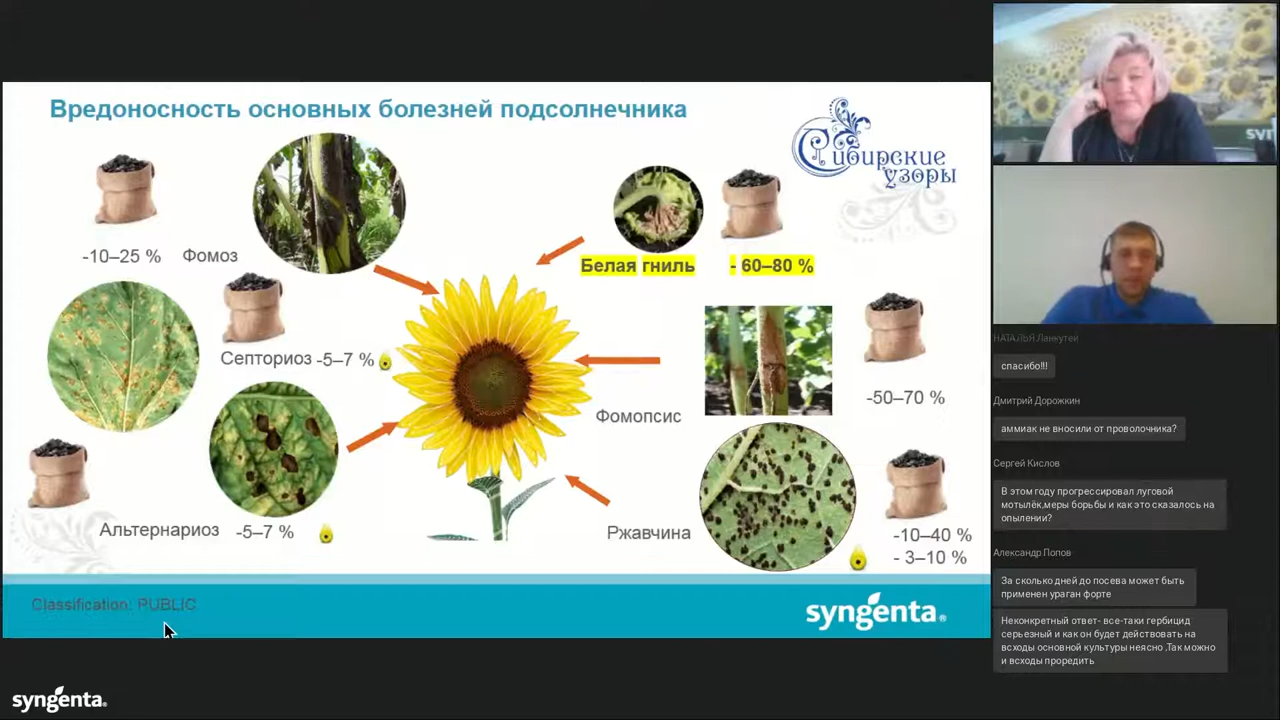 Вредоносность основных болезней подсолнечника
Сибирские
узоры
-10–25 %
Фомоз
Белая гниль
- 60–80 %
Септориоз -5–7 %
-50–70 %
Фомопсис
Альтернариоз
-5–7 %
Ржавчина
-10–40 %
- 3–10 %
Classification: PUBLIC
syngenta®
syngenta®
НАТАЛЬЯ Ланкутей
спасибо!!!
Дмитрий Дорожкин
аммиак не вносили от проволочника?
Сергей Кислов
В этом году прогрессировал луговой
мотылёк,меры борьбы и как это сказалось на
опылении?
Александр Попов
За сколько дней до посева может быть
применен ураган форте
Неконкретный ответ- все-таки гербицид
серьезный и как он будет действовать на
всходы основной культуры неясно .Так можно
и всходы проредить